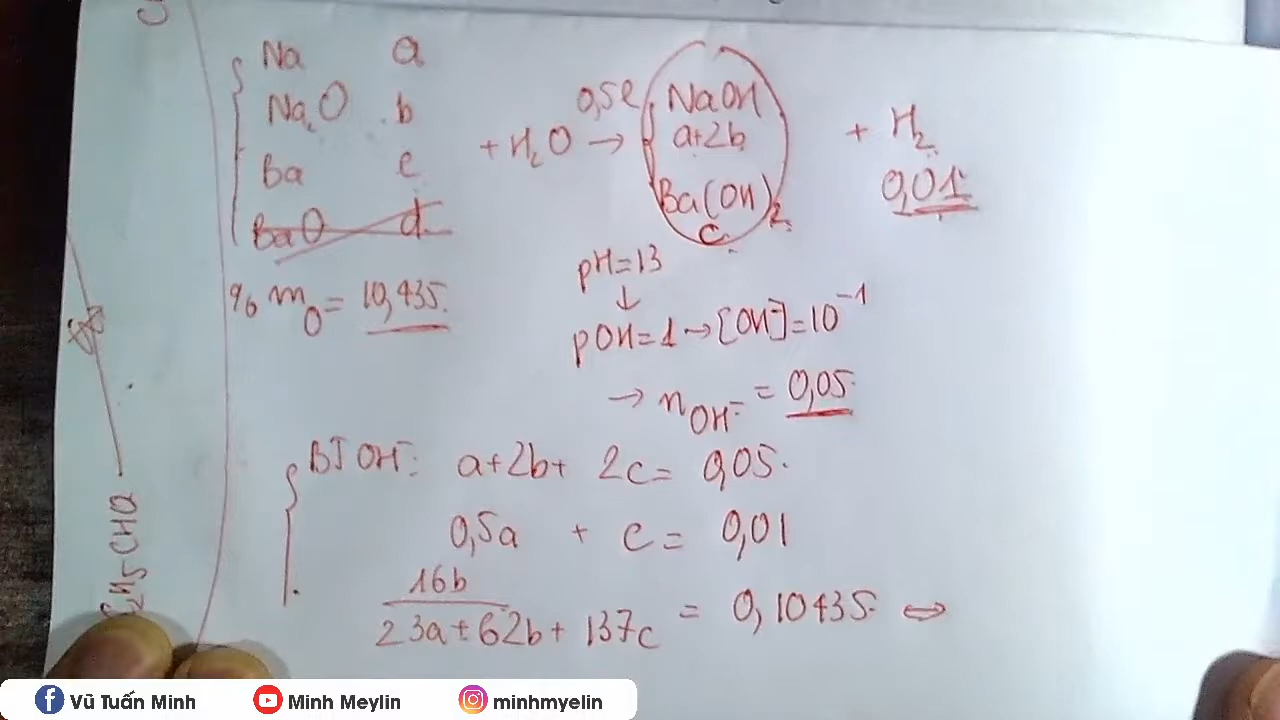 Na a
Na₂O b
Ba c
BaO d
+ H₂O 0,5l → NaOH
a+2b
Ba(OH)₂
c
+ H₂
0,01
% mO = 10,435
pH=13
↓
pOH=1→[OH⁻]=10⁻¹
→ nOH⁻ = 0,05
BT OH⁻: a+2b+ 2c= 0,05
0,5a + c = 0,01
16b
23a+62b+ 137c = 0,10435 ⇔
C₂H₅-CHO
Vũ Tuấn Minh Minh Meylin minhmyelin